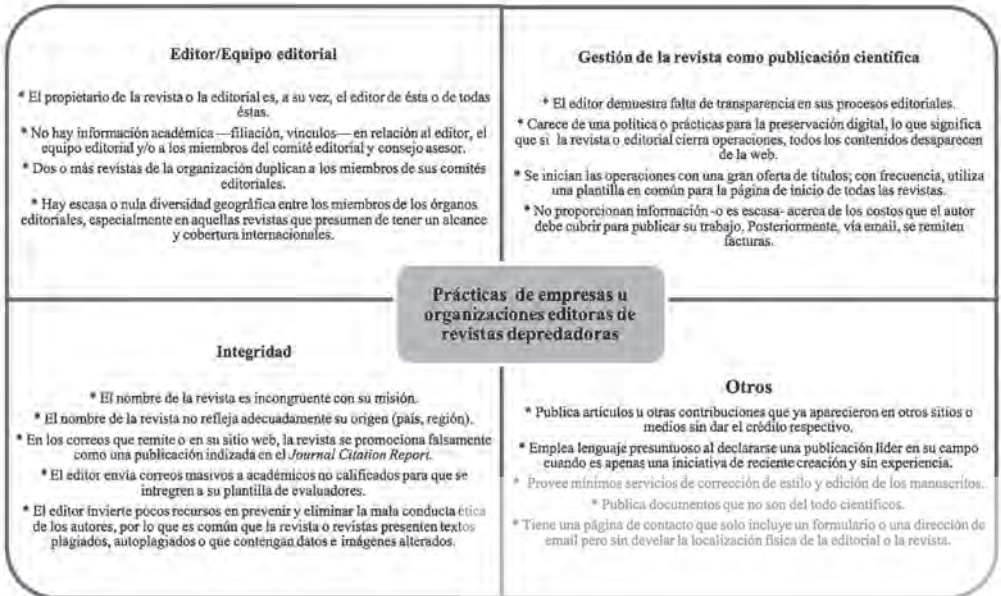 Editor/Equipo editorial
* El propietario de la revista o la editorial es, a su vez, el editor de ésta o de todas
éstas.
* No hay información académica —filiación, vínculos— en relación al editor, el
equipo editorial y/o a los miembros del comité editorial y consejo asesor.
* Dos o más revistas de la organización duplican a los miembros de sus comités
editoriales.
* Hay escasa o nula diversidad geográfica entre los miembros de los órganos
editoriales, especialmente en aquellas revistas que presumen de tener un alcance
y cobertura internacionales.
Gestión de la revista como publicación científica
* El editor demuestra falta de transparencia en sus procesos editoriales.
* Carece de una política o prácticas para la preservación digital, lo que significa
que si la revista o editorial cierra operaciones, todos los contenidos desaparecen
de la web.
* Se inician las operaciones con una gran oferta de títulos; con frecuencia, utiliza
una plantilla en común para la página de inicio de todas las revistas.
* No proporcionan información -o es escasa- acerca de los costos que el autor
debe cubrir para publicar su trabajo. Posteriormente, vía email, se remiten
facturas.
Prácticas de empresas u
organizaciones editoras de
revistas depredadoras
Integridad
* El nombre de la revista es incongruente con su misión.
* El nombre de la revista no refleja adecuadamente su origen (país, región).
* En los correos que remite o en su sitio web, la revista se promociona falsamente
como una publicación indizada en el Journal Citation Report.
* El editor envía correos masivos a académicos no calificados para que se
intregren a su plantilla de evaluadores.
* El editor invierte pocos recursos en prevenir y eliminar la mala conducta ética
de los autores, por lo que es común que la revista o revistas presenten textos
plagiados, autoplagiados o que contengan datos e imágenes alterados.
Otros
* Publica artículos u otras contribuciones que ya aparecieron en otros sitios o
medios sin dar el crédito respectivo.
* Emplea lenguaje presuntuoso al declararse una publicación líder en su campo
cuando es apenas una iniciativa de reciente creación y sin experiencia.
* Provee mínimos servicios de corrección de estilo y edición de los manuscritos.
* Publica documentos que no son del todo científicos.
* Tiene una página de contacto que solo incluye un formulario o una dirección de
email pero sin develar la localización física de la editorial o la revista.